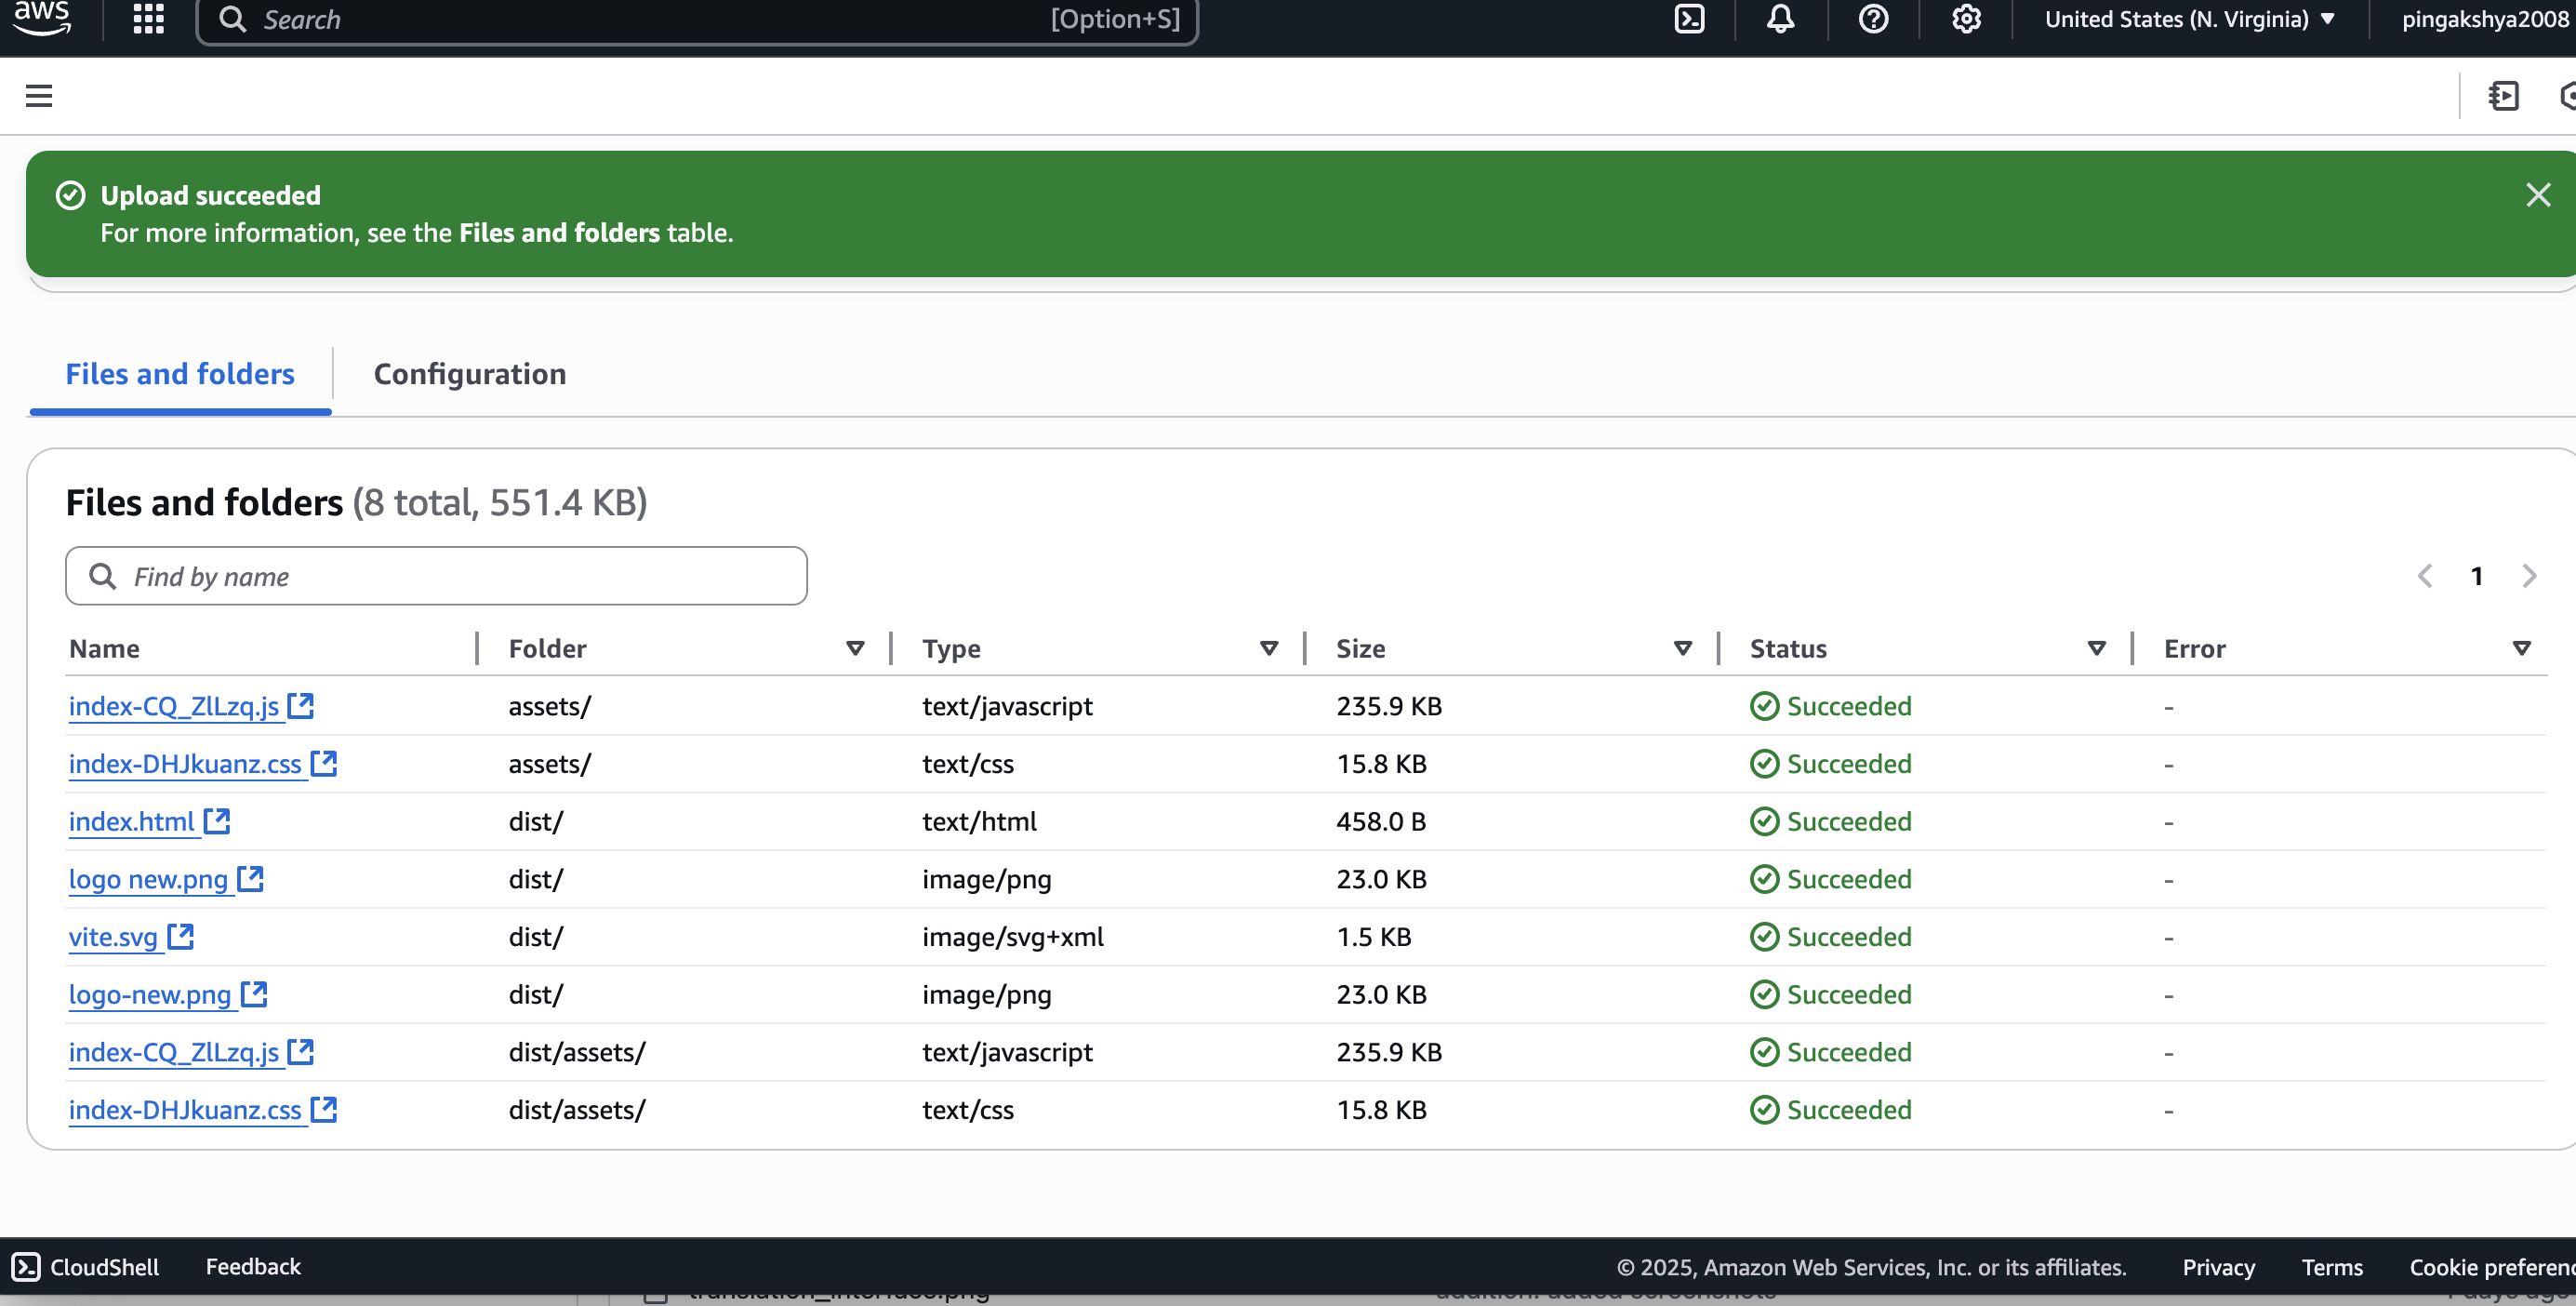 aws Search [Option+S] United States (N. Virginia) pingakshya2008
Upload succeeded
For more information, see the Files and folders table.
Files and folders Configuration
Files and folders (8 total, 551.4 KB)
Find by name 1
Name Folder Type Size Status Error
index-CQ_ZlLzq.js assets/ text/javascript 235.9 KB Succeeded -
index-DHJkuanz.css assets/ text/css 15.8 KB Succeeded -
index.html dist/ text/html 458.0 B Succeeded -
logo new.png dist/ image/png 23.0 KB Succeeded -
vite.svg dist/ image/svg+xml 1.5 KB Succeeded -
logo-new.png dist/ image/png 23.0 KB Succeeded -
index-CQ_ZlLzq.js dist/assets/ text/javascript 235.9 KB Succeeded -
index-DHJkuanz.css dist/assets/ text/css 15.8 KB Succeeded -
CloudShell Feedback © 2025, Amazon Web Services, Inc. or its affiliates. Privacy Terms Cookie
translation_interface.png addition: added screenshots days ago